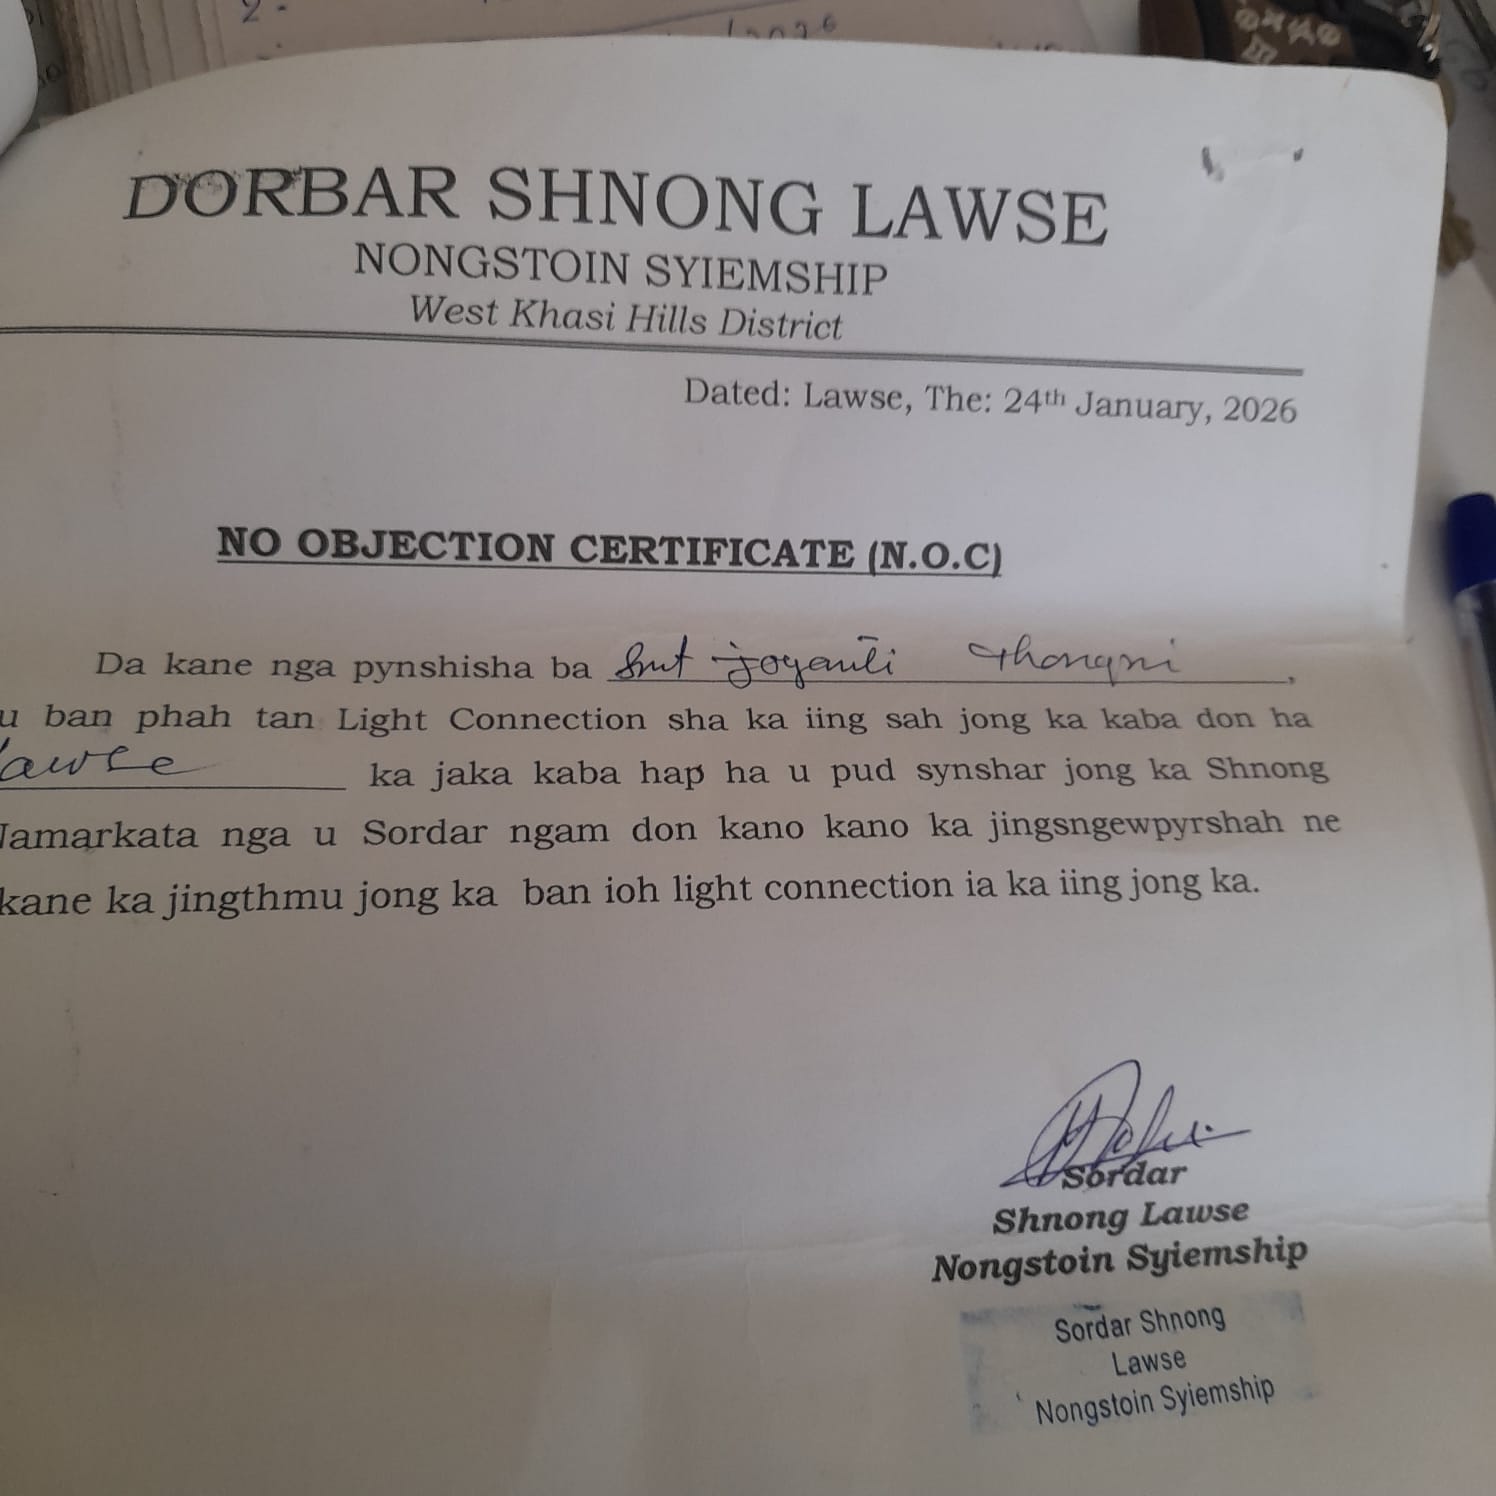 DORBAR SHNONG LAWSE
NONGSTOIN SYIEMSHIP
West Khasi Hills District
Dated: Lawse, The: 24th January, 2026
NO OBJECTION CERTIFICATE (N.O.C)
Da kane nga pynshisha ba Smt Joyanti Thongni,
u ban phah tan Light Connection sha ka iing sah jong ka kaba don ha
Lawse ka jaka kaba hap ha u pud synshar jong ka Shnong
Namarkata nga u Sordar ngam don kano kano ka jingsngewpyrshah ne
kane ka jingthmu jong ka ban ioh light connection ia ka iing jong ka.
Sordar
Shnong Lawse
Nongstoin Syiemship
Sordar Shnong
Lawse
Nongstoin Syiemship